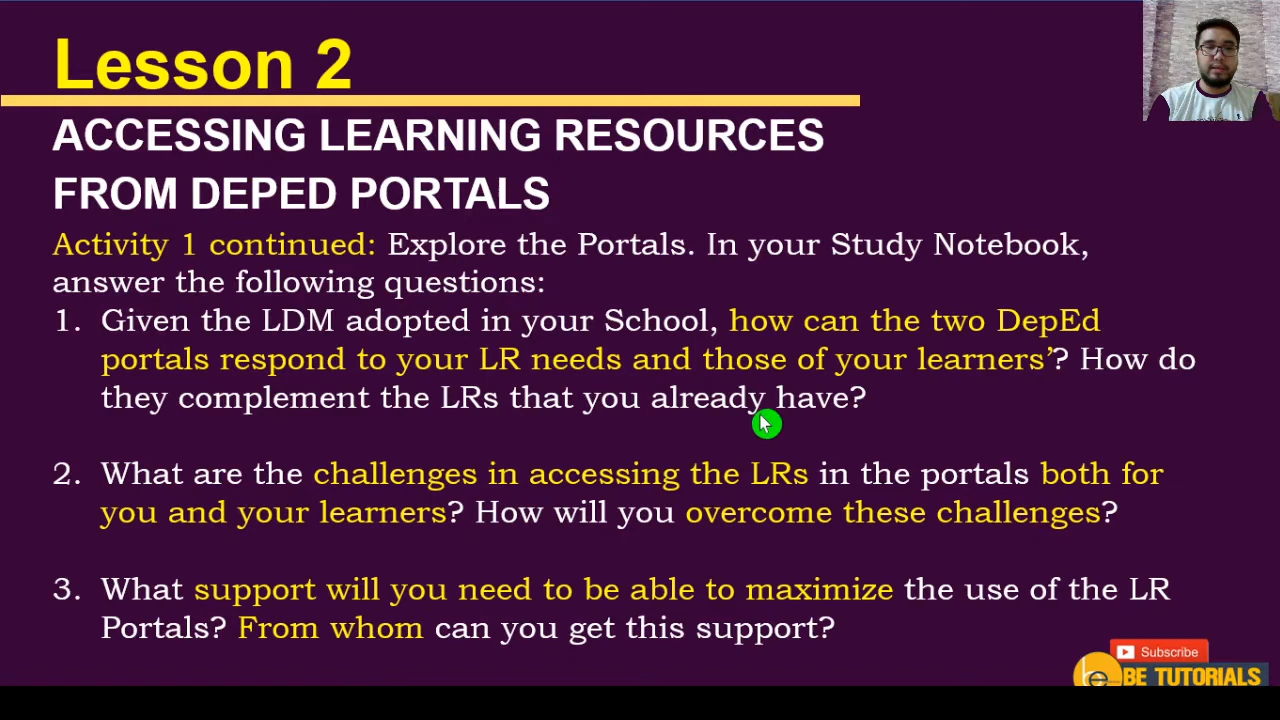 Lesson 2
ACCESSING LEARNING RESOURCES
FROM DEPED PORTALS
Activity 1 continued: Explore the Portals. In your Study Notebook,
answer the following questions:
1. Given the LDM adopted in your School, how can the two DepEd
portals respond to your LR needs and those of your learners’? How do
they complement the LRs that you already have?
2. What are the challenges in accessing the LRs in the portals both for
you and your learners? How will you overcome these challenges?
3. What support will you need to be able to maximize the use of the LR
Portals? From whom can you get this support?
Subscribe
be BE TUTORIALS